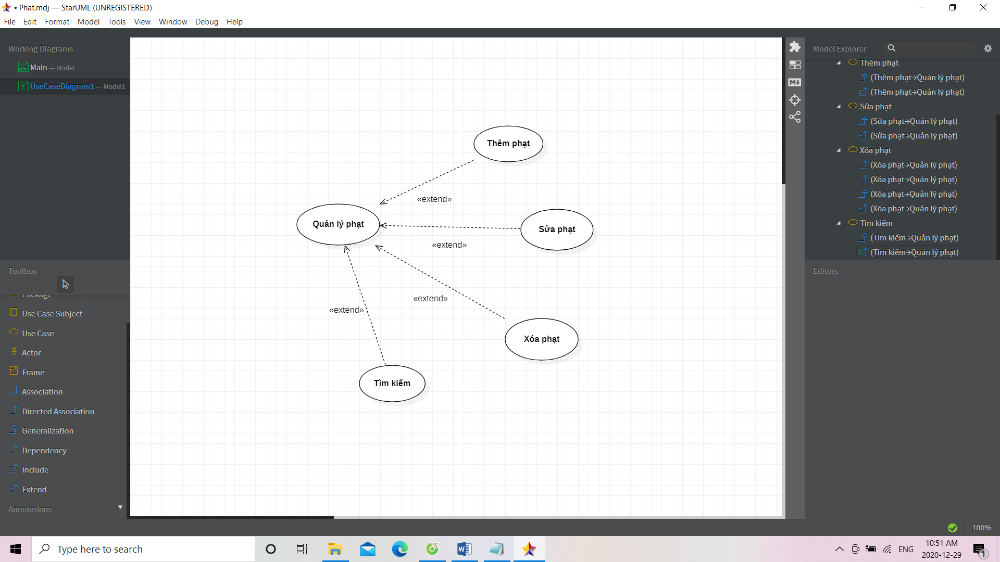 • Phat.mdj — StarUML (UNREGISTERED)
File Edit Format Model Tools View Window Debug Help
Working Diagrams
Main — Model
UseCaseDiagram1 — Model1
Toolbox
Package
Use Case Subject
Use Case
Actor
Frame
Association
Directed Association
Generalization
Dependency
Include
Extend
Annotations
Thêm phạt
«extend»
Quản lý phạt
Sửa phạt
«extend»
«extend»
«extend»
Xóa phạt
Tìm kiếm
M
Model Explorer
Thêm phạt
(Thêm phạt→Quản lý phạt)
E (Thêm phạt→Quản lý phạt)
Sửa phạt
(Sửa phạt→Quản lý phạt)
E (Sửa phạt→Quản lý phạt)
Xóa phạt
(Xóa phạt→Quản lý phạt)
(Xóa phạt→Quản lý phạt)
(Xóa phạt→Quản lý phạt)
E (Xóa phạt→Quản lý phạt)
Tìm kiếm
(Tìm kiếm→Quản lý phạt)
E (Tìm kiếm→Quản lý phạt)
Editors
100%
Type here to search
W
ENG
10:51 AM
2020-12-29
1